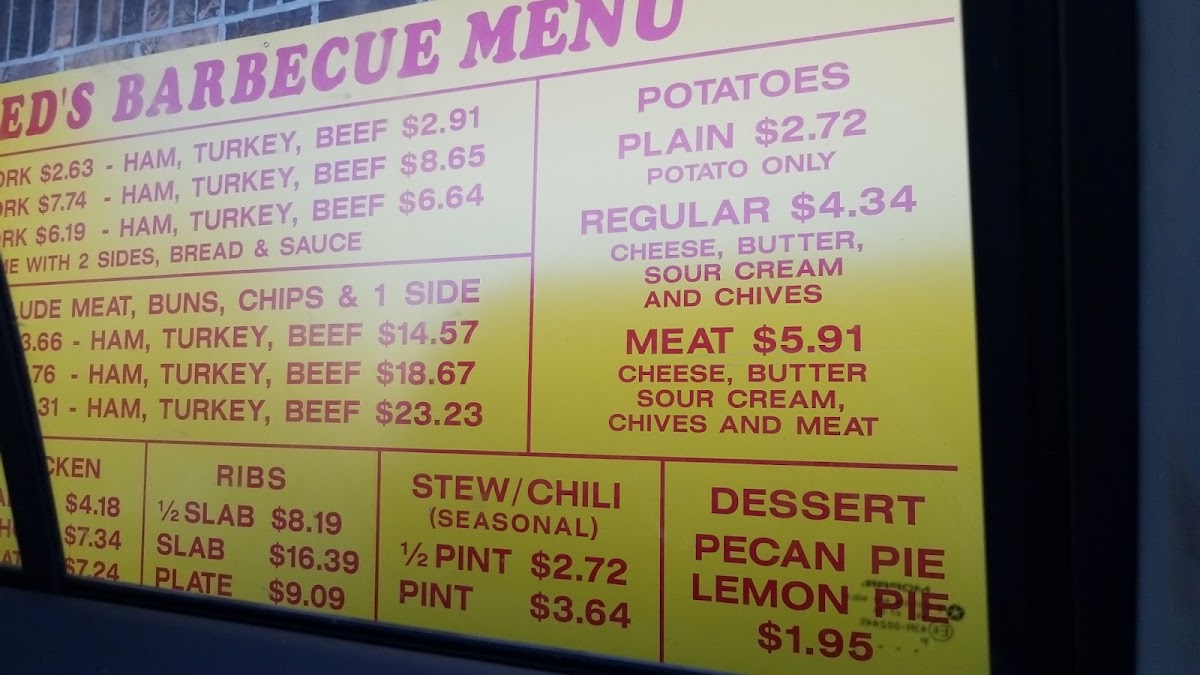 ED'S BARBECUE MENU
ORK $2.63 - HAM, TURKEY, BEEF $2.91
ORK $7.74 - HAM, TURKEY, BEEF $8.65
RK $6.19 - HAM, TURKEY, BEEF $6.64
ME WITH 2 SIDES, BREAD & SAUCE
LUDE MEAT, BUNS, CHIPS & 1 SIDE
3.66 - HAM, TURKEY, BEEF $14.57
.76 - HAM, TURKEY, BEEF $18.67
.31 - HAM, TURKEY, BEEF $23.23
POTATOES
PLAIN $2.72
POTATO ONLY
REGULAR $4.34
CHEESE, BUTTER,
SOUR CREAM
AND CHIVES
MEAT $5.91
CHEESE, BUTTER
SOUR CREAM,
CHIVES AND MEAT
CKEN
$4.18
$7.34
$7.24
RIBS
½ SLAB $8.19
SLAB $16.39
PLATE $9.09
STEW/CHILI
(SEASONAL)
½ PINT $2.72
PINT $3.64
DESSERT
PECAN PIE
LEMON PIE
$1.95